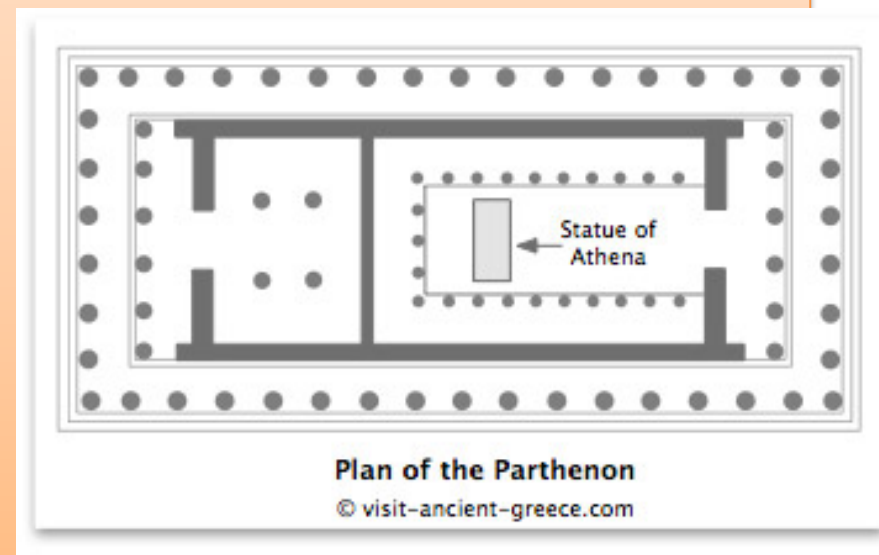 Statue of
Athena
Plan of the Parthenon
© visit-ancient-greece.com